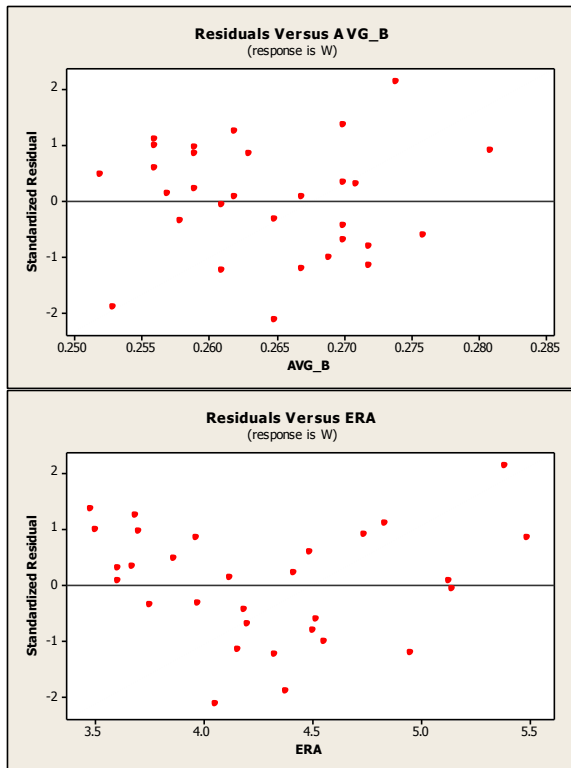 Residuals Versus AVG_B
(response is W)
2
1
0
-1
-2
Standardized Residual
0.250 0.255 0.260 0.265 0.270 0.275 0.280 0.285
AVG_B
Residuals Versus ERA
(response is W)
2
1
0
-1
-2
Standardized Residual
3.5 4.0 4.5 5.0 5.5
ERA